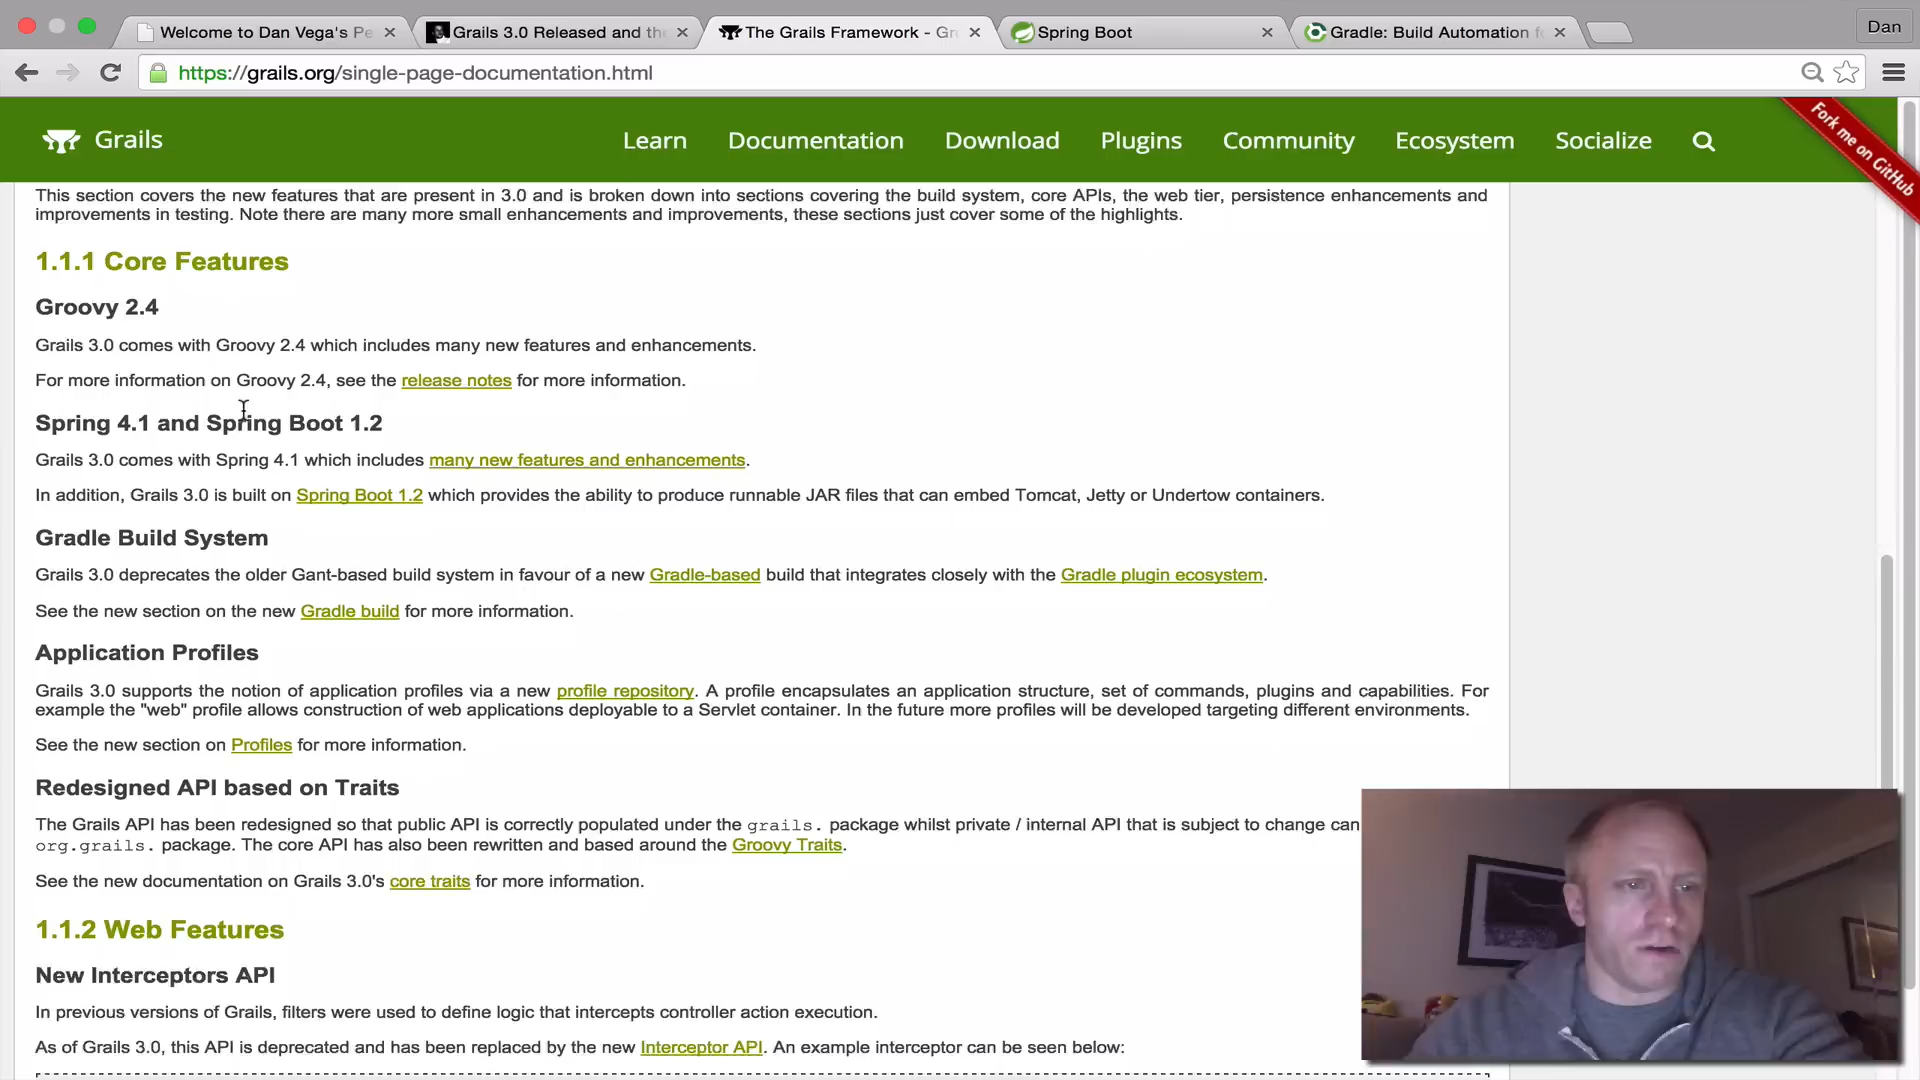 Welcome to Dan Vega's Pe
Grails 3.0 Released and the
The Grails Framework - Gr
Spring Boot
Gradle: Build Automation f
Dan
https://grails.org/single-page-documentation.html
Grails
Learn
Documentation
Download
Plugins
Community
Ecosystem
Socialize
Fork me on GitHub
This section covers the new features that are present in 3.0 and is broken down into sections covering the build system, core APIs, the web tier, persistence enhancements and
improvements in testing. Note there are many more small enhancements and improvements, these sections just cover some of the highlights.
1.1.1 Core Features
Groovy 2.4
Grails 3.0 comes with Groovy 2.4 which includes many new features and enhancements.
For more information on Groovy 2.4, see the release notes for more information.
Spring 4.1 and Spring Boot 1.2
Grails 3.0 comes with Spring 4.1 which includes many new features and enhancements.
In addition, Grails 3.0 is built on Spring Boot 1.2 which provides the ability to produce runnable JAR files that can embed Tomcat, Jetty or Undertow containers.
Gradle Build System
Grails 3.0 deprecates the older Gant-based build system in favour of a new Gradle-based build that integrates closely with the Gradle plugin ecosystem.
See the new section on the new Gradle build for more information.
Application Profiles
Grails 3.0 supports the notion of application profiles via a new profile repository. A profile encapsulates an application structure, set of commands, plugins and capabilities. For
example the "web" profile allows construction of web applications deployable to a Servlet container. In the future more profiles will be developed targeting different environments.
See the new section on Profiles for more information.
Redesigned API based on Traits
The Grails API has been redesigned so that public API is correctly populated under the grails. package whilst private / internal API that is subject to change can
org.grails. package. The core API has also been rewritten and based around the Groovy Traits.
See the new documentation on Grails 3.0's core traits for more information.
1.1.2 Web Features
New Interceptors API
In previous versions of Grails, filters were used to define logic that intercepts controller action execution.
As of Grails 3.0, this API is deprecated and has been replaced by the new Interceptor API. An example interceptor can be seen below: